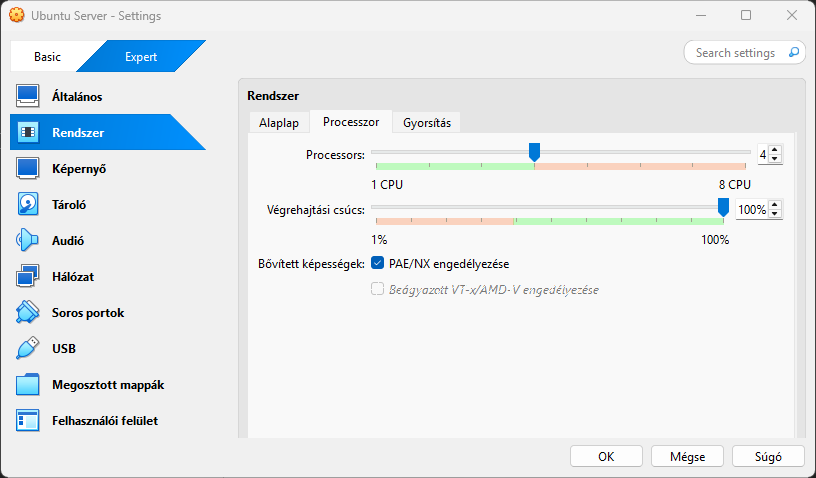 Ubuntu Server - Settings
Basic
Expert
Search settings
Általános
Rendszer
Képernyő
Tároló
Audió
Hálózat
Soros portok
USB
Megosztott mappák
Felhasználói felület
Rendszer
Alaplap
Processzor
Gyorsítás
Processors:
4
1 CPU
8 CPU
Végrehajtási csúcs:
100%
1%
100%
Bővített képességek:
PAE/NX engedélyezése
Beágyazott VT-x/AMD-V engedélyezése
OK
Mégse
Súgó